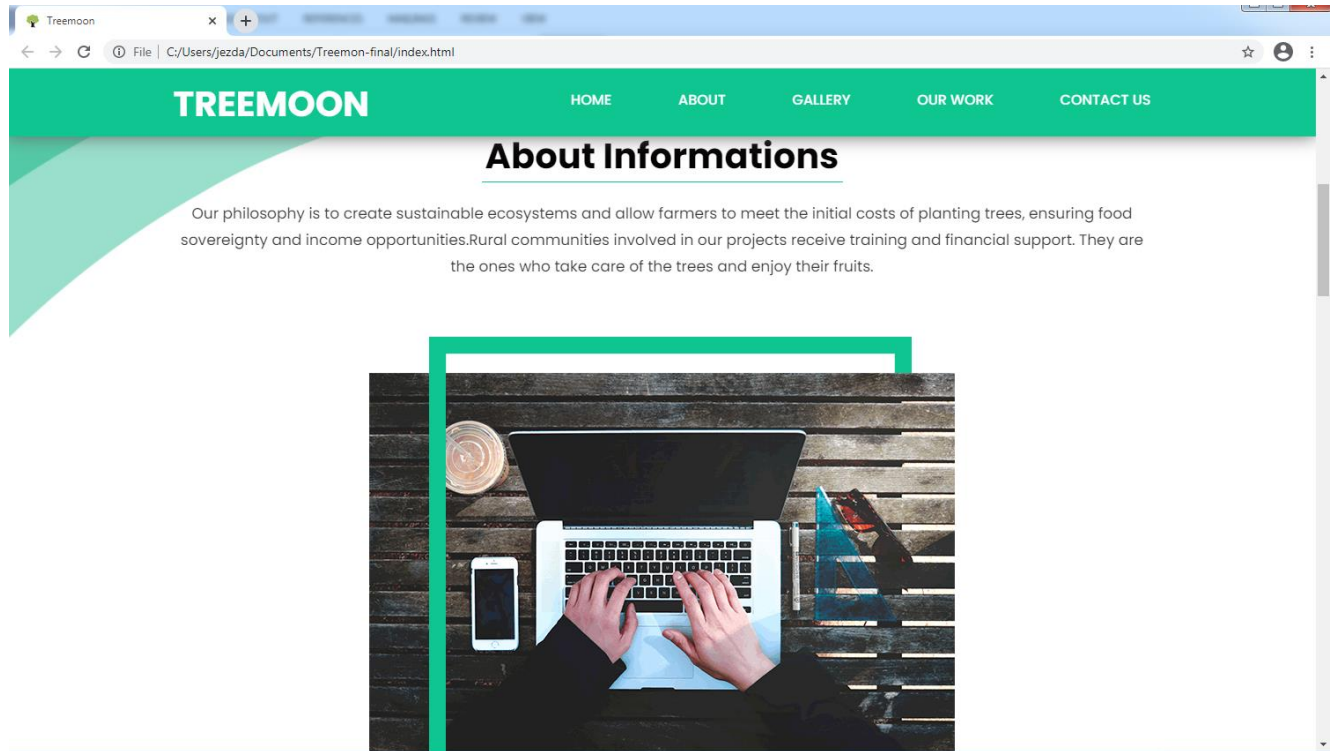 Treemoon
File | C:/Users/jezda/Documents/Treemon-final/index.html
TREEMOON HOME ABOUT GALLERY OUR WORK CONTACT US
About Informations
Our philosophy is to create sustainable ecosystems and allow farmers to meet the initial costs of planting trees, ensuring food
sovereignty and income opportunities.Rural communities involved in our projects receive training and financial support. They are
the ones who take care of the trees and enjoy their fruits.